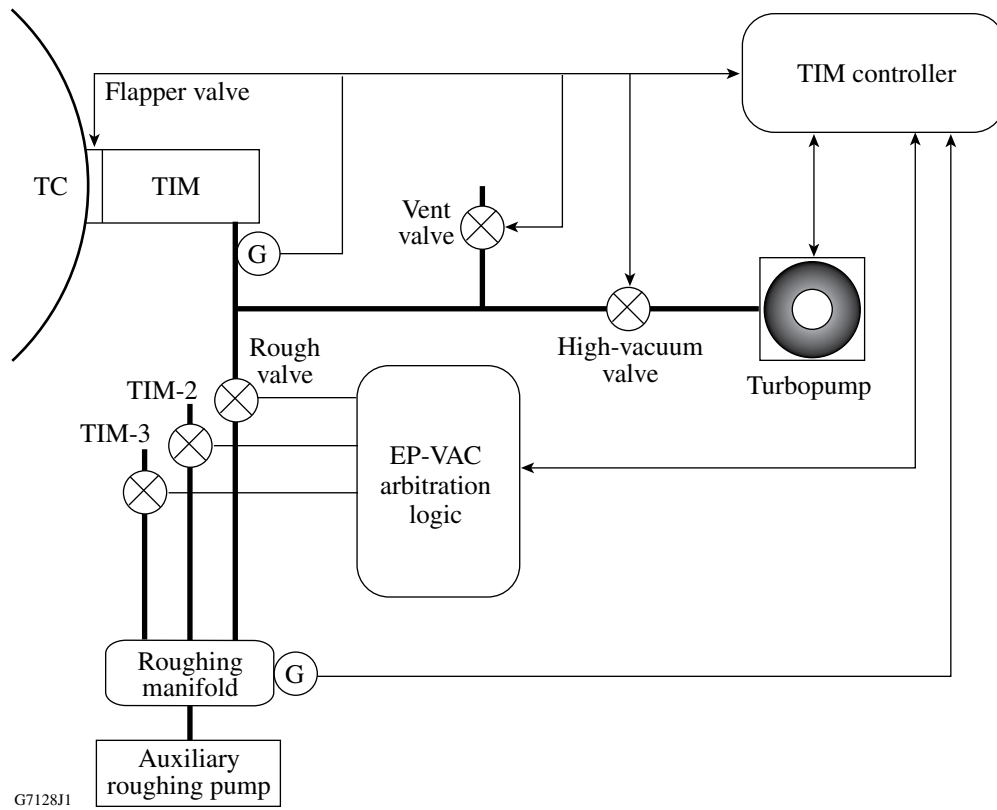 TIM controller
Flapper valve
TC
TIM
Vent
valve
G
High-vacuum
valve
Turbopump
Rough
valve
TIM-2
TIM-3
EP-VAC
arbitration
logic
Roughing
manifold
G
Auxiliary
roughing pump
G7128J1